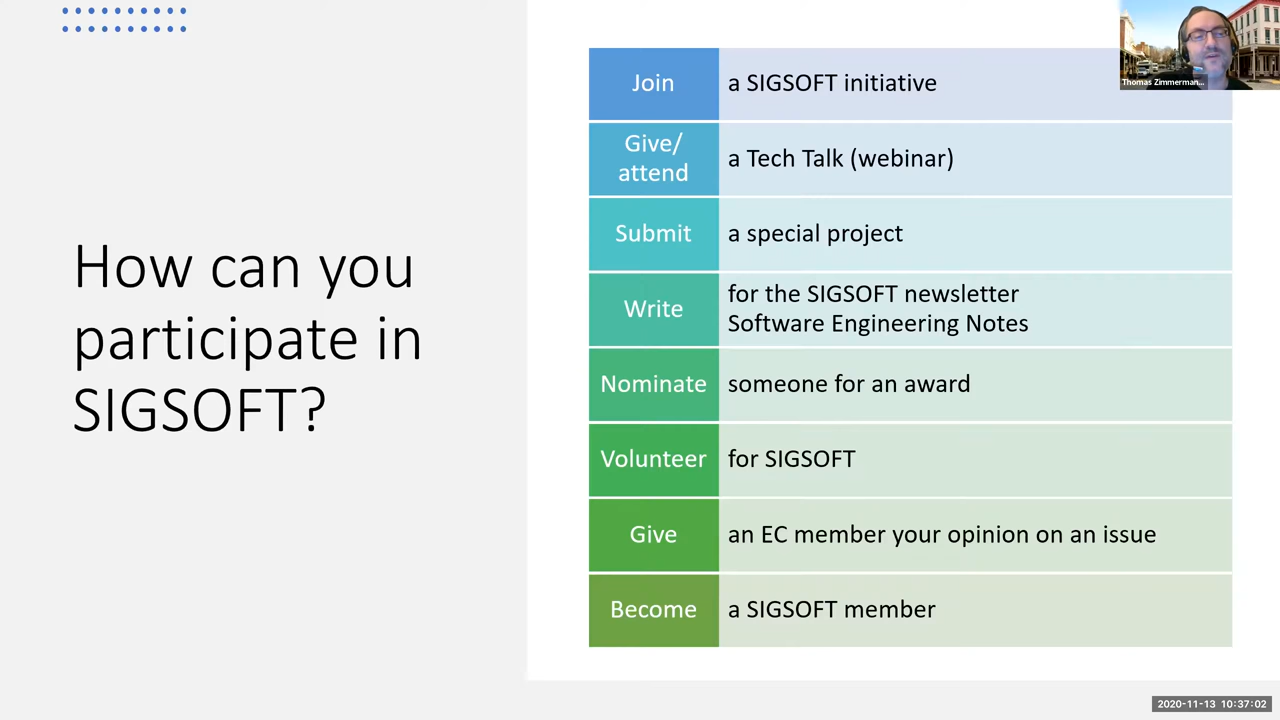 How can you
participate in
SIGSOFT?
Join
a SIGSOFT initiative
Give/
attend
a Tech Talk (webinar)
Submit
a special project
Write
for the SIGSOFT newsletter
Software Engineering Notes
Nominate
someone for an award
Volunteer
for SIGSOFT
Give
an EC member your opinion on an issue
Become
a SIGSOFT member
Thomas Zimmerman...
2020-11-13 10:37:02